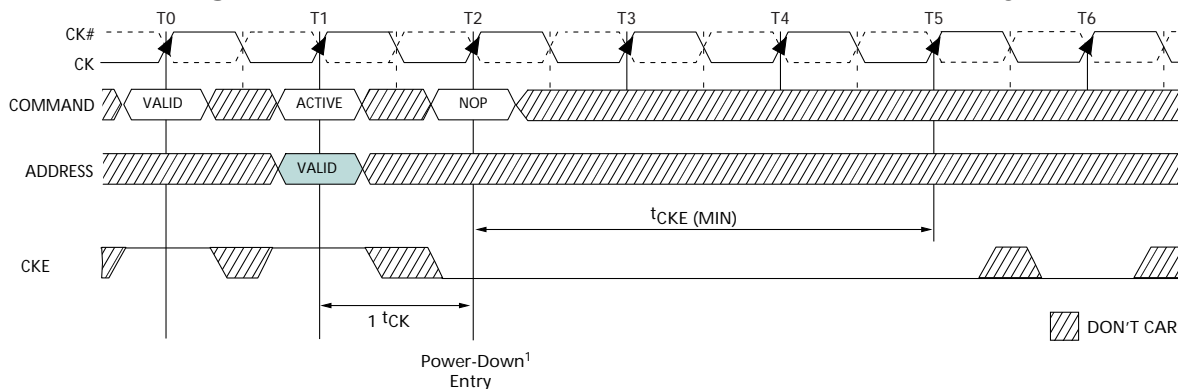 T0 T1 T2 T3 T4 T5 T6
CK#
CK
COMMAND VALID ACTIVE NOP
ADDRESS VALID
tCKE (MIN)
CKE
1 tCK
DON'T CAR
Power-Down1
Entry